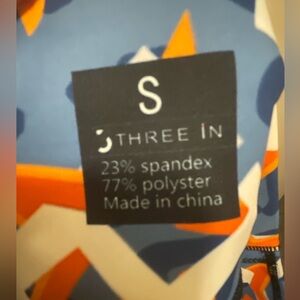 S
THREE IN
23% spandex
77% polyster
Made in china